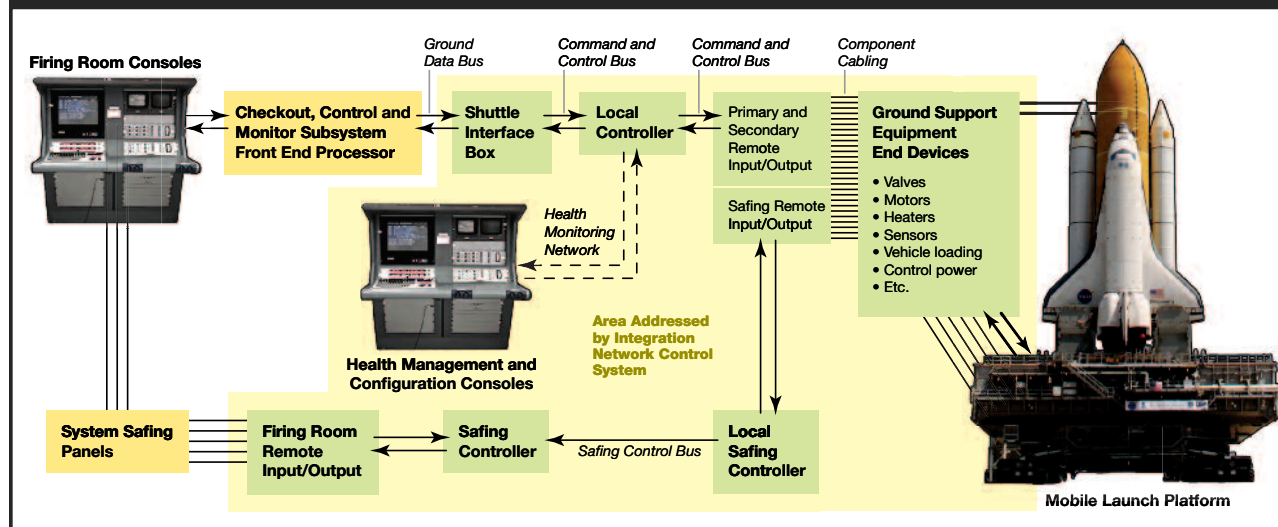 Ground
Data Bus
Command and
Control Bus
Command and
Control Bus
Component
Cabling
Firing Room Consoles
Checkout, Control and
Monitor Subsystem
Front End Processor
Shuttle
Interface
Box
Local
Controller
Primary and
Secondary
Remote
Input/Output
Ground Support
Equipment
End Devices
• Valves
• Motors
• Heaters
• Sensors
• Vehicle loading
• Control power
• Etc.
Safing Remote
Input/Output
Health
Monitoring
Network
Health Management and
Configuration Consoles
Area Addressed
by Integration
Network Control
System
System Safing
Panels
Firing Room
Remote
Input/Output
Safing
Controller
Safing Control Bus
Local
Safing
Controller
Mobile Launch Platform